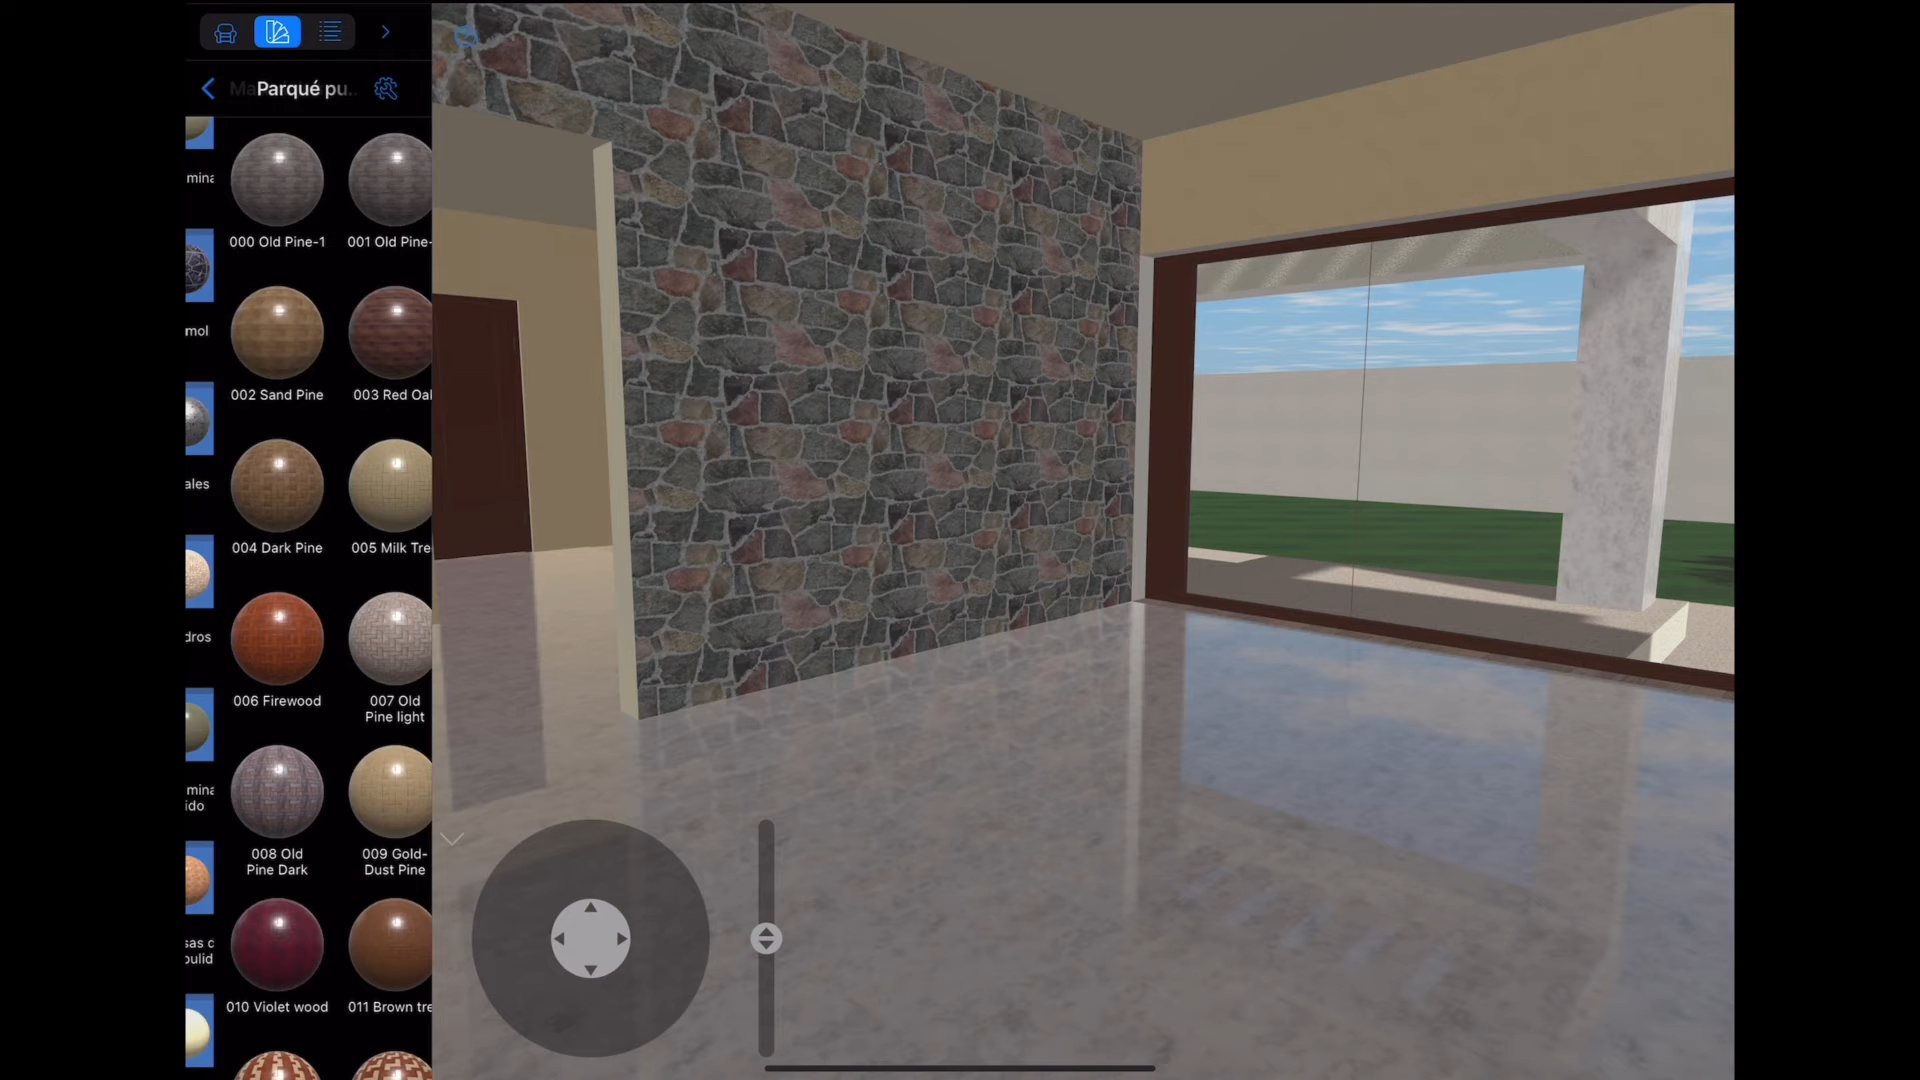 Ma Parqué pu...
mina
000 Old Pine-1
001 Old Pine-
mol
002 Sand Pine
003 Red Oal
ales
004 Dark Pine
005 Milk Tre
dros
006 Firewood
007 Old
Pine light
mina
ido
008 Old
Pine Dark
009 Gold-
Dust Pine
sas d
pulid
010 Violet wood
011 Brown tre